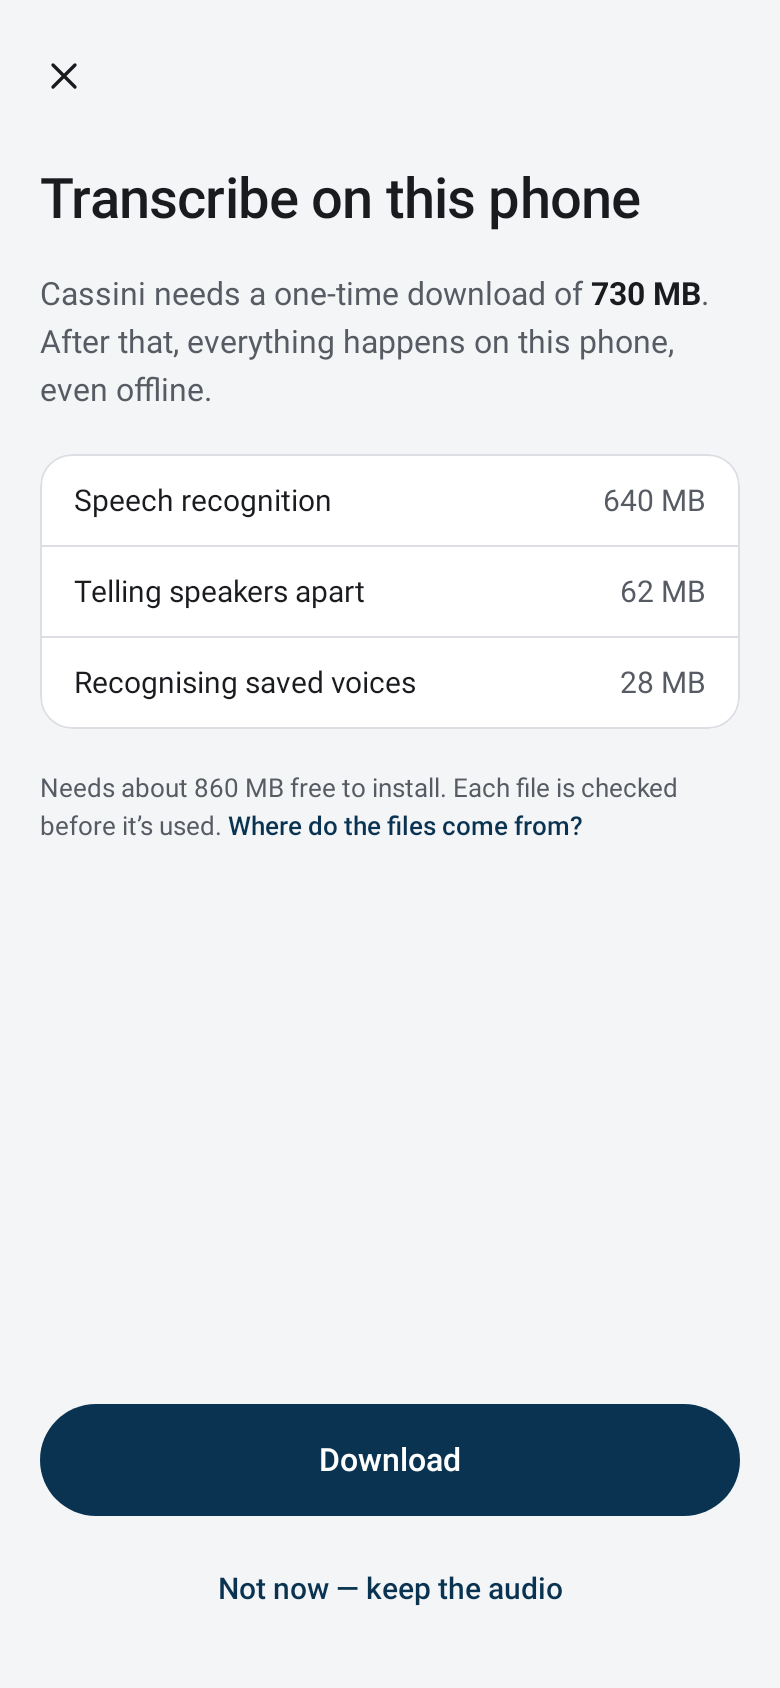 Transcribe on this phone
Cassini needs a one-time download of 730 MB.
After that, everything happens on this phone,
even offline.
Speech recognition 640 MB
Telling speakers apart 62 MB
Recognising saved voices 28 MB
Needs about 860 MB free to install. Each file is checked
before it’s used. Where do the files come from?
Download
Not now — keep the audio